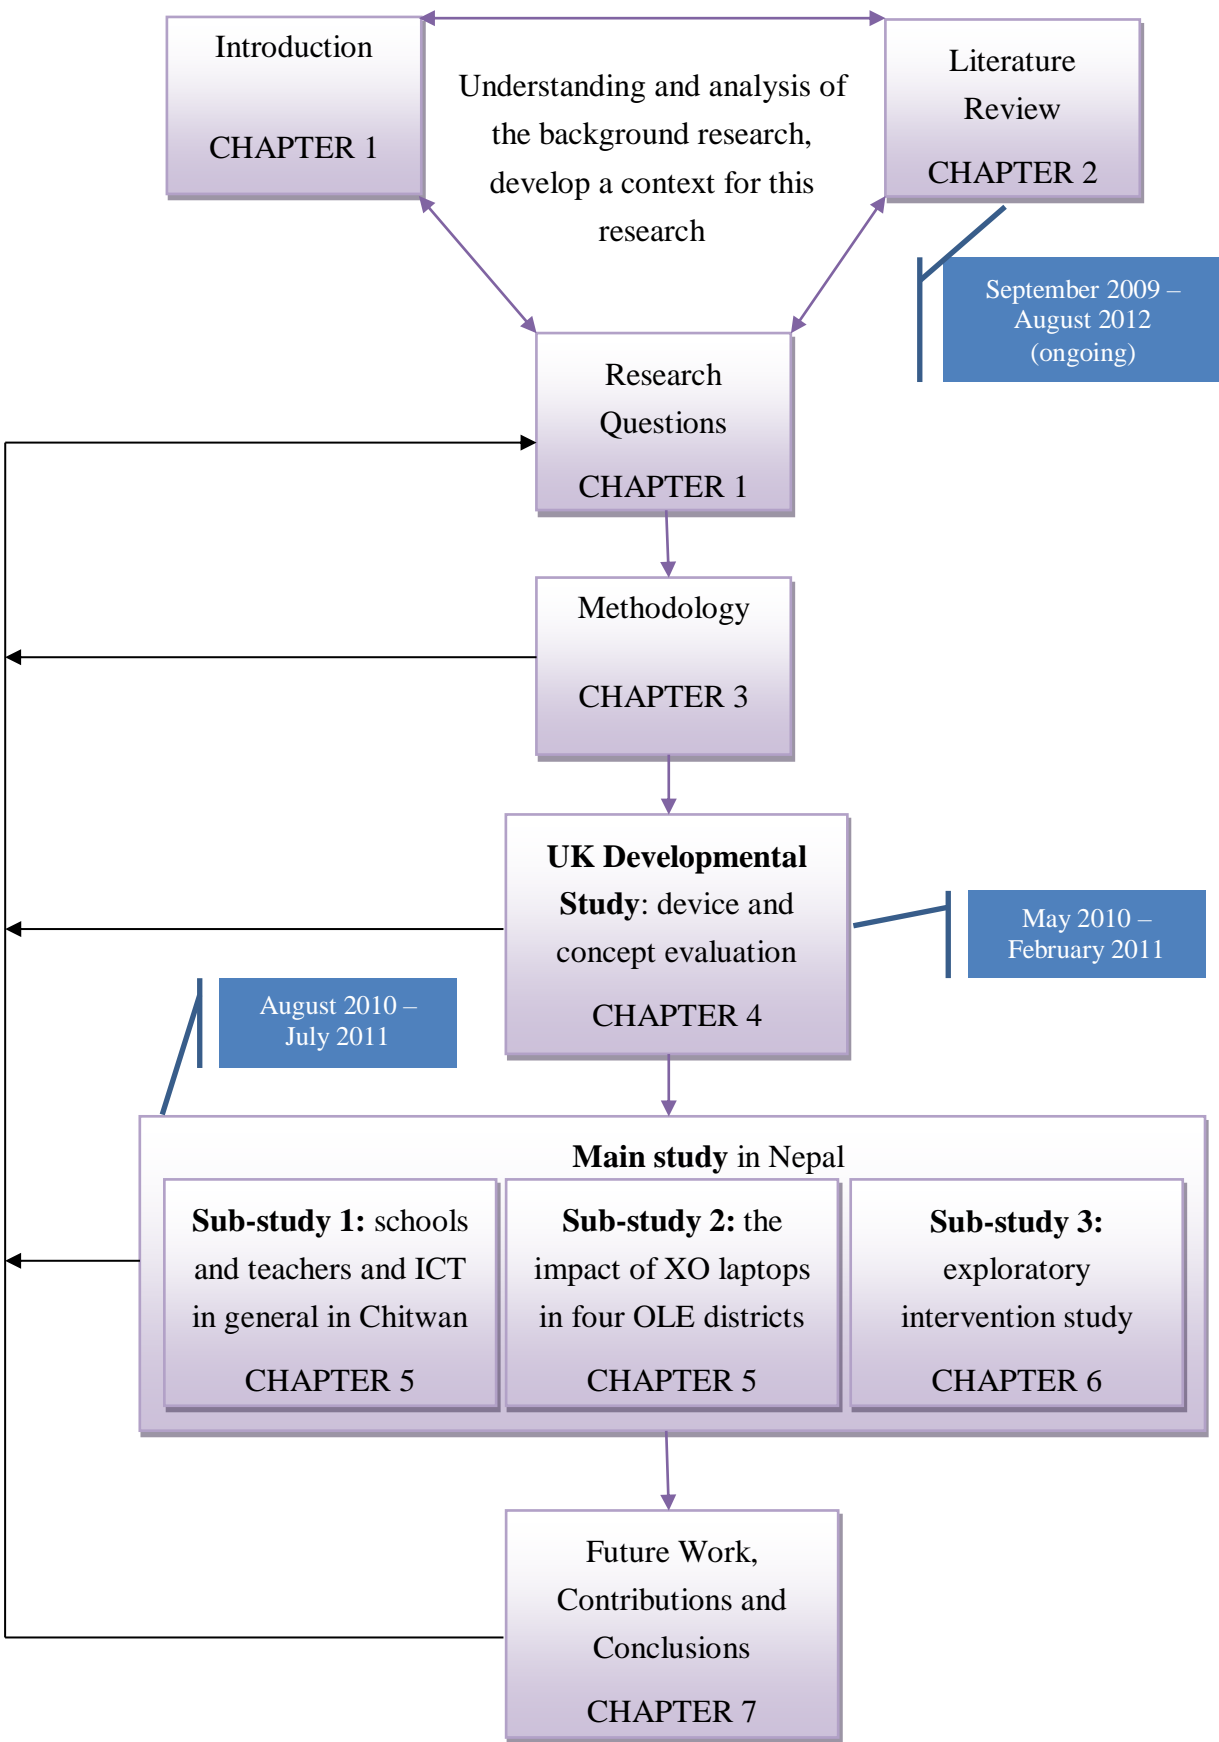 Introduction
CHAPTER 1
Understanding and analysis of
the background research,
develop a context for this
research
Literature
Review
CHAPTER 2
September 2009 –
August 2012
(ongoing)
Research
Questions
CHAPTER 1
Methodology
CHAPTER 3
UK Developmental
Study: device and
concept evaluation
CHAPTER 4
May 2010 –
February 2011
August 2010 –
July 2011
Main study in Nepal
Sub-study 1: schools
and teachers and ICT
in general in Chitwan
CHAPTER 5
Sub-study 2: the
impact of XO laptops
in four OLE districts
CHAPTER 5
Sub-study 3:
exploratory
intervention study
CHAPTER 6
Future Work,
Contributions and
Conclusions
CHAPTER 7